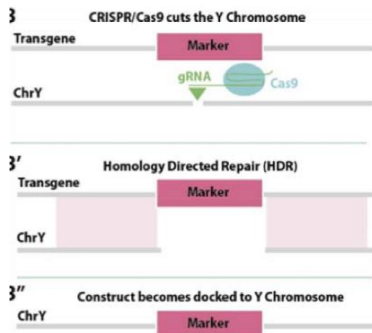 B CRISPR/Cas9 cuts the Y Chromosome
Transgene
Marker
gRNA
Cas9
ChrY
B' Homology Directed Repair (HDR)
Transgene
Marker
ChrY
B" Construct becomes docked to Y Chromosome
Marker
ChrY